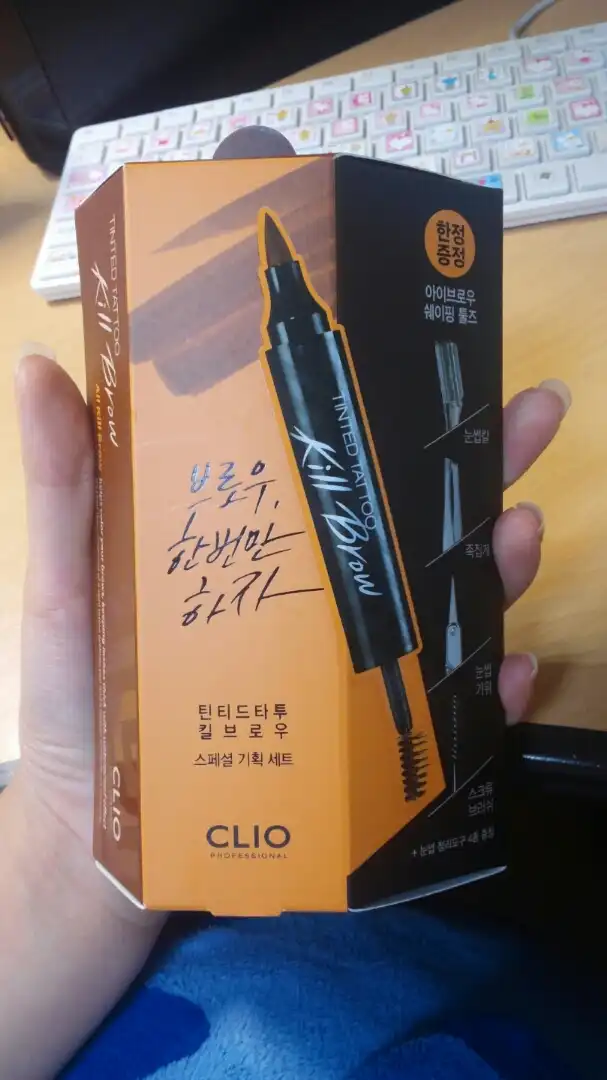 TINTED TATTOO
Kill Brow
All Kill Brow
브로우,
한번만
하자
틴티드타투
킬브로우
스페셜 기획 세트
CLIO
PROFESSIONAL
TINTED TATTOO
Kill Brow
한정
증정
아이브로우
쉐이핑 툴즈
눈썹칼
족집게
눈썹
가위
스크류
브러쉬
+ 눈썹 정리도구 4종 증정
CLIO